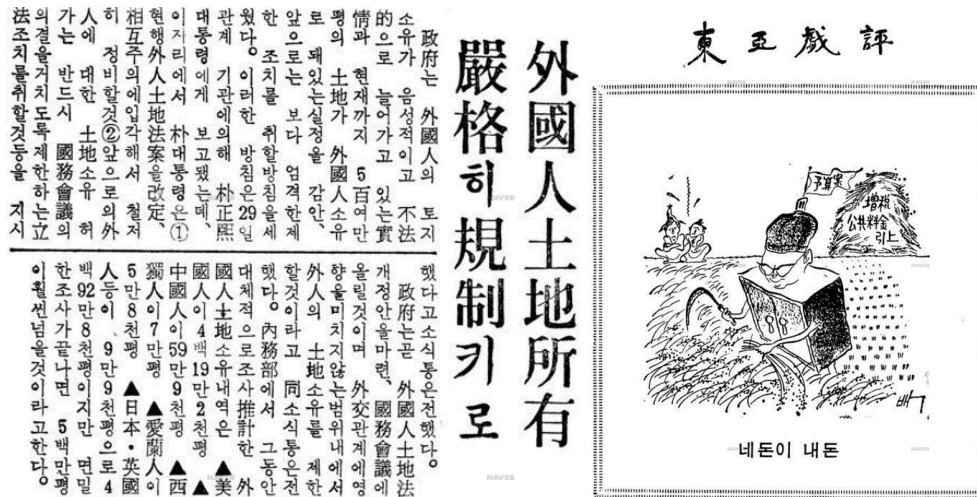 外國人土地所有
嚴格히 規制키로
政府는 外國人의 토지
소유가 음성적이고 不法
的으로 늘어가고 있는實
情과 현재까지 5百여만
평의 土地가 外國人소유
로 돼있는실정을 감안、
앞으로는 보다 엄격한제
한 조치를 취할방침을세
웠다。이러한 방침은29일
관계 기관에의해 朴正熙
대통령에게 보고됐는데、
이자리에서 朴대통령은①
現行外人土地法案을改定、
相互主義에입각해서 철저
히 정비할것②앞으로의外
人에 대한 土地소유 허
가는 반드시 國務會議의
의결을거치도록제한하는立
法조치를취할것등을 지시
했다고소식통은전했다。
政府는곧 外國人土地法
개정안을마련、國務會議에
올릴것이며 外交관계에영
향을미치지않는범위내에서
外人의 土地소유를 제한
할것이라고 同소식통은전
했다。內務部에서 그동안
대체적으로조사推計한 外
國人土地소유내역은 ▲美
國人이4백19만2천평 ▲
中國人이59만9천평 ▲西
獨人이7만평 ▲愛蘭人이
5만8천평 ▲日本・英國
人등이 9만9천평으로4
백92만8천평이지만 면밀
한조사가끝나면 5백만평
이훨씬넘을것이라고한다。
東亞戱評
予算案
增税
公共料金
引上
네돈이 내돈
NAVER